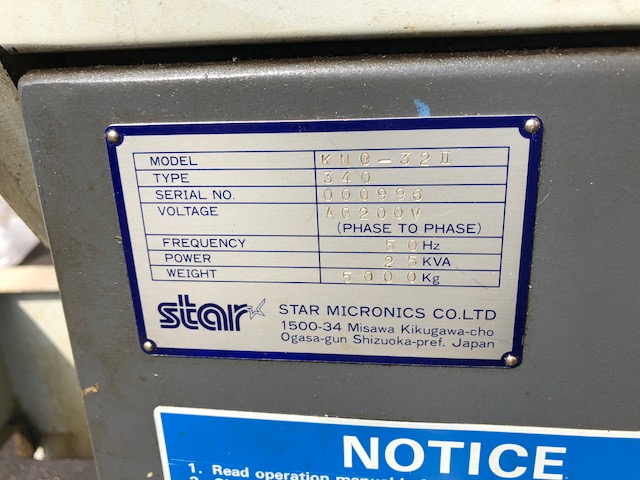 MODEL KNC-32Ⅱ
TYPE 340
SERIAL NO. 000996
VOLTAGE AC200V
(PHASE TO PHASE)
FREQUENCY 50Hz
POWER 25KVA
WEIGHT 5000Kg
star STAR MICRONICS CO.LTD
1500-34 Misawa Kikugawa-cho
Ogasa-gun Shizuoka-pref. Japan
NOTICE
1. Read operation manual